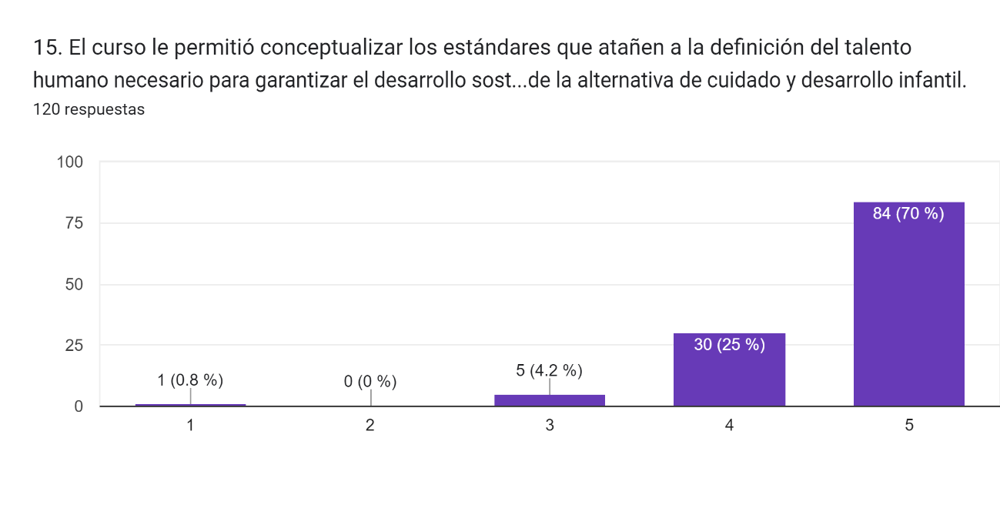 15. El curso le permitió conceptualizar los estándares que atañen a la definición del talento
humano necesario para garantizar el desarrollo sost...de la alternativa de cuidado y desarrollo infantil.
120 respuestas
100
75
50
25
0
1 (0.8 %)
0 (0 %)
5 (4.2 %)
30 (25 %)
84 (70 %)
1
2
3
4
5